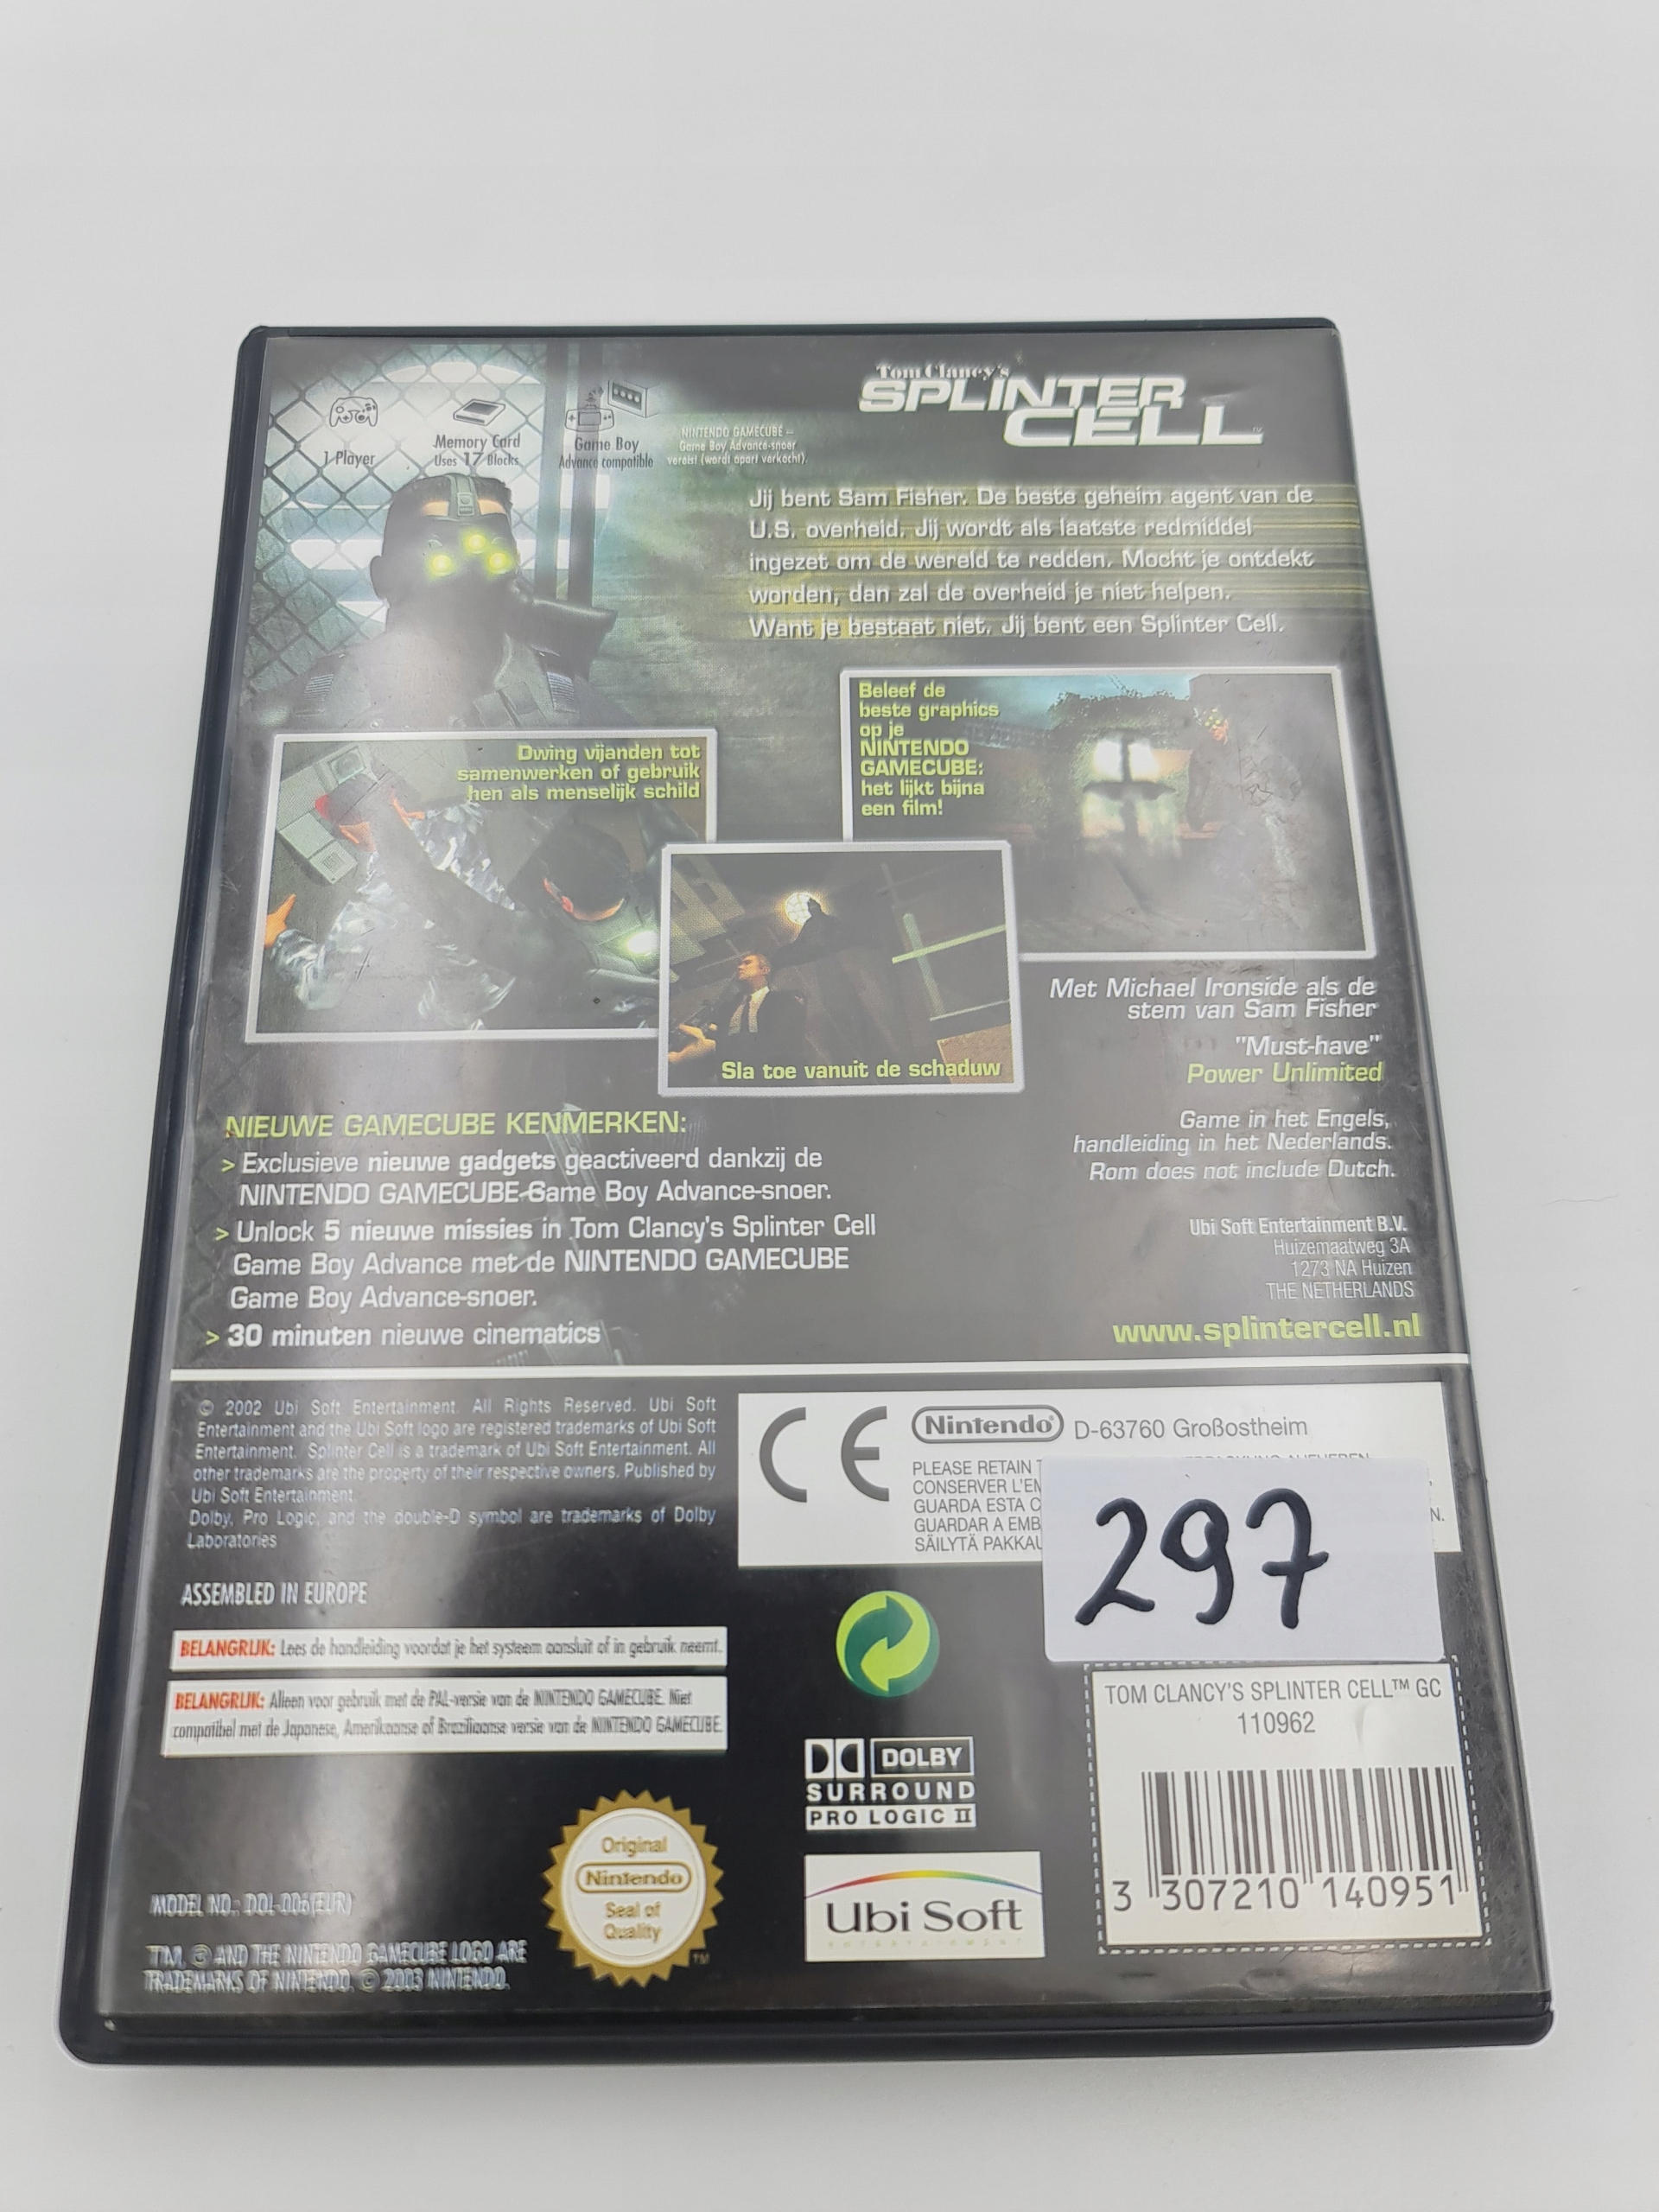 1 Player
Memory Card
Uses 17 Blocks
Game Boy
Advance compatible
NINTENDO GAMECUBE –
Game Boy Advance-snoer
vereist (wordt apart verkocht).
Tom Clancy's
SPLINTER
CELL™
Jij bent Sam Fisher. De beste geheim agent van de
U.S. overheid. Jij wordt als laatste redmiddel
ingezet om de wereld te redden. Mocht je ontdekt
worden, dan zal de overheid je niet helpen.
Want je bestaat niet. Jij bent een Splinter Cell.
Dwing vijanden tot
samenwerken of gebruik
hen als menselijk schild
Beleef de
beste graphics
op je
NINTENDO
GAMECUBE:
het lijkt bijna
een film!
Sla toe vanuit de schaduw
Met Michael Ironside als de
stem van Sam Fisher
"Must-have"
Power Unlimited
Game in het Engels,
handleiding in het Nederlands.
Rom does not include Dutch.
NIEUWE GAMECUBE KENMERKEN:
> Exclusieve nieuwe gadgets geactiveerd dankzij de
NINTENDO GAMECUBE-Game Boy Advance-snoer.
> Unlock 5 nieuwe missies in Tom Clancy's Splinter Cell
Game Boy Advance met de NINTENDO GAMECUBE
Game Boy Advance-snoer.
> 30 minuten nieuwe cinematics
Ubi Soft Entertainment B.V.
Huizemaatweg 3A
1273 NA Huizen
THE NETHERLANDS
www.splintercell.nl
© 2002 Ubi Soft Entertainment. All Rights Reserved. Ubi Soft
Entertainment and the Ubi Soft logo are registered trademarks of Ubi Soft
Entertainment. Splinter Cell is a trademark of Ubi Soft Entertainment. All
other trademarks are the property of their respective owners. Published by
Ubi Soft Entertainment.
Dolby, Pro Logic, and the double-D symbol are trademarks of Dolby
Laboratories
ASSEMBLED IN EUROPE
BELANGRIJK: Lees de handleiding voordat je het systeem aansluit of in gebruik neemt.
BELANGRIJK: Alleen voor gebruik met de PAL-versie van de NINTENDO GAMECUBE. Niet
compatibel met de Japanese, Amerikaanse of Braziliaanse versie van de NINTENDO GAMECUBE.
CE
Nintendo® D-63760 Großostheim
PLEASE RETAIN
CONSERVER L'EM
GUARDA ESTA C
GUARDAR A EMB
SÄILYTÄ PAKKAU
N.
297
TOM CLANCY'S SPLINTER CELL™ GC
110962
3 307210 140951
DOLBY
SURROUND
PRO LOGIC II
Ubi Soft
ENTERTAINMENT
Original
Nintendo
Seal of
Quality
TM
MODEL NO.: DOL-006(EUR)
TM, ® AND THE NINTENDO GAMECUBE LOGO ARE
TRADEMARKS OF NINTENDO. © 2003 NINTENDO.